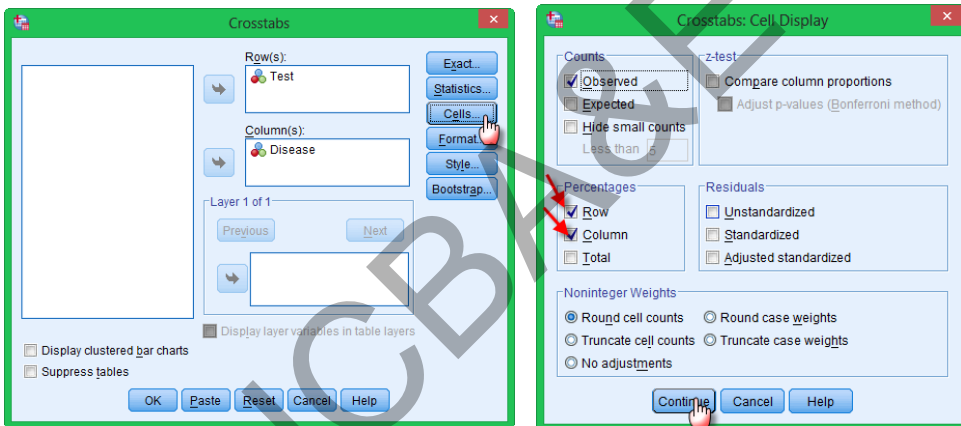 Crosstabs
Row(s):
Test
Column(s):
Disease
Layer 1 of 1
Previous
Next
Display layer variables in table layers
Display clustered bar charts
Suppress tables
Exact...
Statistics...
Cells...
Format...
Style...
Bootstrap...
OK
Paste
Reset
Cancel
Help
Crosstabs: Cell Display
Counts
Observed
Expected
Hide small counts
Less than 5
z-test
Compare column proportions
Adjust p-values (Bonferroni method)
Percentages
Row
Column
Total
Residuals
Unstandardized
Standardized
Adjusted standardized
Noninteger Weights
Round cell counts
Round case weights
Truncate cell counts
Truncate case weights
No adjustments
Continue
Cancel
Help
CBA&E